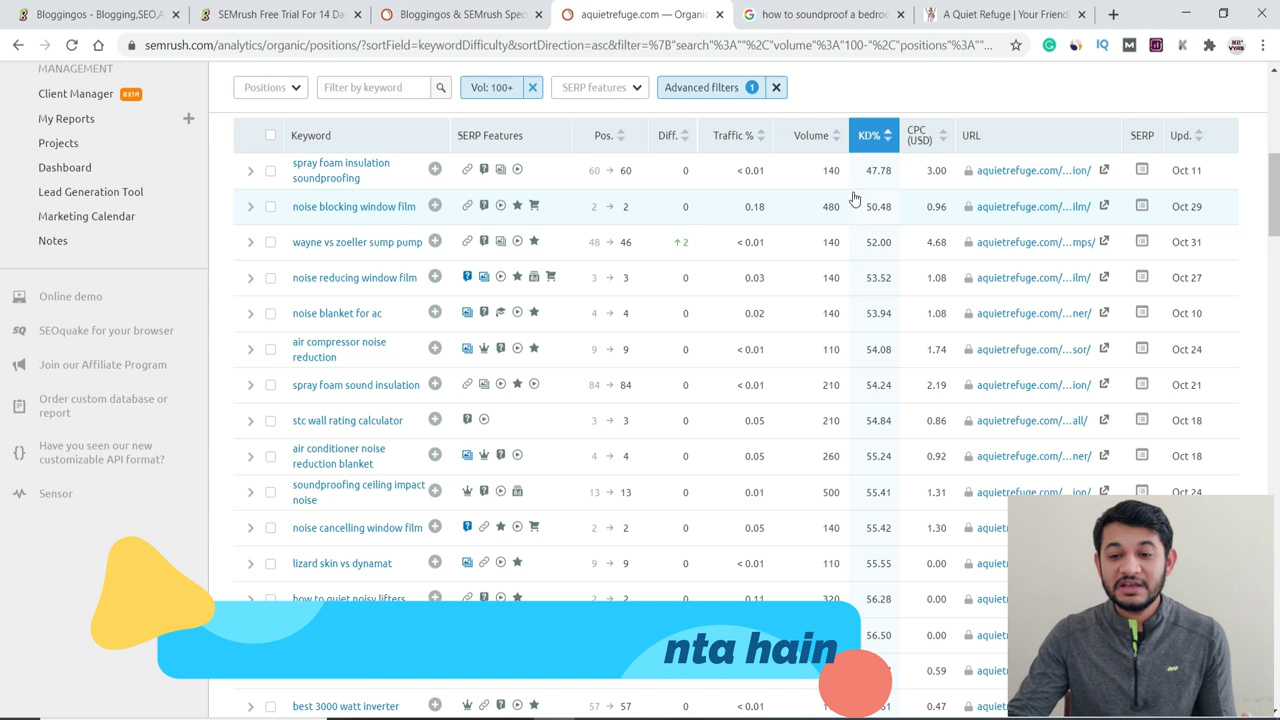 Bloggingos - Blogging,SEO,A
SEMrush Free Trial For 14 Da
Bloggingos & SEMrush Spec
aquietrefuge.com — Organic
how to soundproof a bedroo
A Quiet Refuge | Your Friend
semrush.com/analytics/organic/positions/?sortField=keywordDifficulty&sortDirection=asc&filter=%7B"search"%3A""%2C"volume"%3A"100-"%2C"positions"%3A""...
MANAGEMENT
Client Manager BETA
My Reports
Projects
Dashboard
Lead Generation Tool
Marketing Calendar
Notes
Online demo
SEOquake for your browser
Join our Affiliate Program
Order custom database or
report
Have you seen our new
customizable API format?
Sensor
Positions Filter by keyword Vol: 100+ SERP features Advanced filters 1
Keyword SERP Features Pos. Diff. Traffic % Volume KD% CPC (USD) URL SERP Upd.
spray foam insulation
soundproofing 60 → 60 0 < 0.01 140 47.78 3.00 aquietrefuge.com/…ion/ Oct 11
noise blocking window film 2 → 2 0 0.18 480 50.48 0.96 aquietrefuge.com/…ilm/ Oct 29
wayne vs zoeller sump pump 48 → 46 ↑2 < 0.01 140 52.00 4.68 aquietrefuge.com/…mps/ Oct 31
noise reducing window film 3 → 3 0 0.03 140 53.52 1.08 aquietrefuge.com/…ilm/ Oct 27
noise blanket for ac 4 → 4 0 0.02 140 53.94 1.08 aquietrefuge.com/…ner/ Oct 10
air compressor noise
reduction 9 → 9 0 < 0.01 110 54.08 1.74 aquietrefuge.com/…sor/ Oct 24
spray foam sound insulation 84 → 84 0 < 0.01 210 54.24 2.19 aquietrefuge.com/…ion/ Oct 21
stc wall rating calculator 3 → 3 0 0.05 210 54.84 0.86 aquietrefuge.com/…all/ Oct 18
air conditioner noise
reduction blanket 4 → 4 0 0.05 260 55.24 0.92 aquietrefuge.com/…ner/ Oct 18
soundproofing ceiling impact
noise 13 → 13 0 0.01 500 55.41 1.31 aquietrefuge.com/…ion/ Oct 24
noise cancelling window film 2 → 2 0 0.05 140 55.42 1.30 aquietrefuge.com/
lizard skin vs dynamat 9 → 9 0 < 0.01 110 55.55 0.00 aquietref
how to quiet noisy lifters 2 → 2 0 0.11 320 56.28 0.00 aquietr
56.50 0.00 aquietr
0.59 aquietr
best 3000 watt inverter 57 → 57 0 < 0.01 0.47 aquietr
nta hain